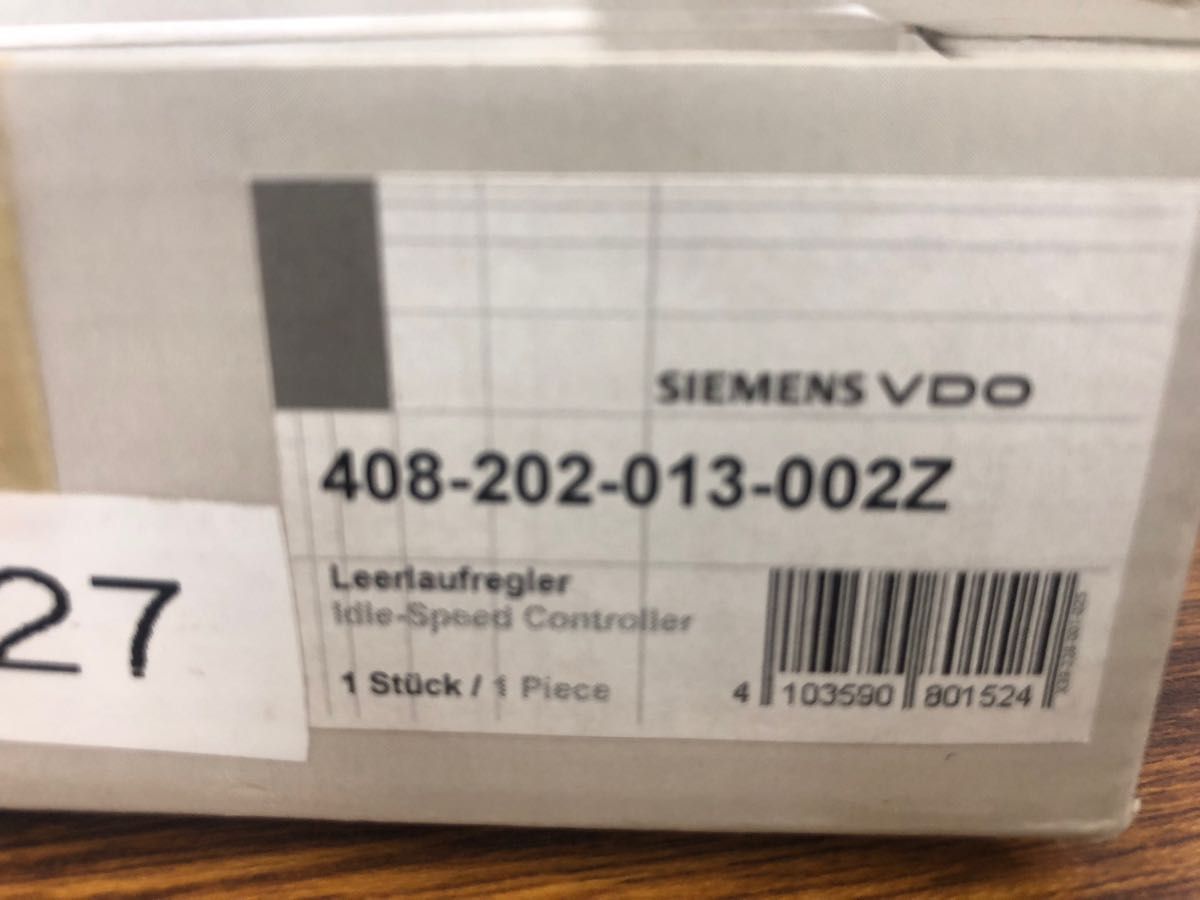 SIEMENS VDO
408-202-013-002Z
Leerlaufregler
Idle-Speed Controller
1 Stück / 1 Piece
4 103590 801524
27